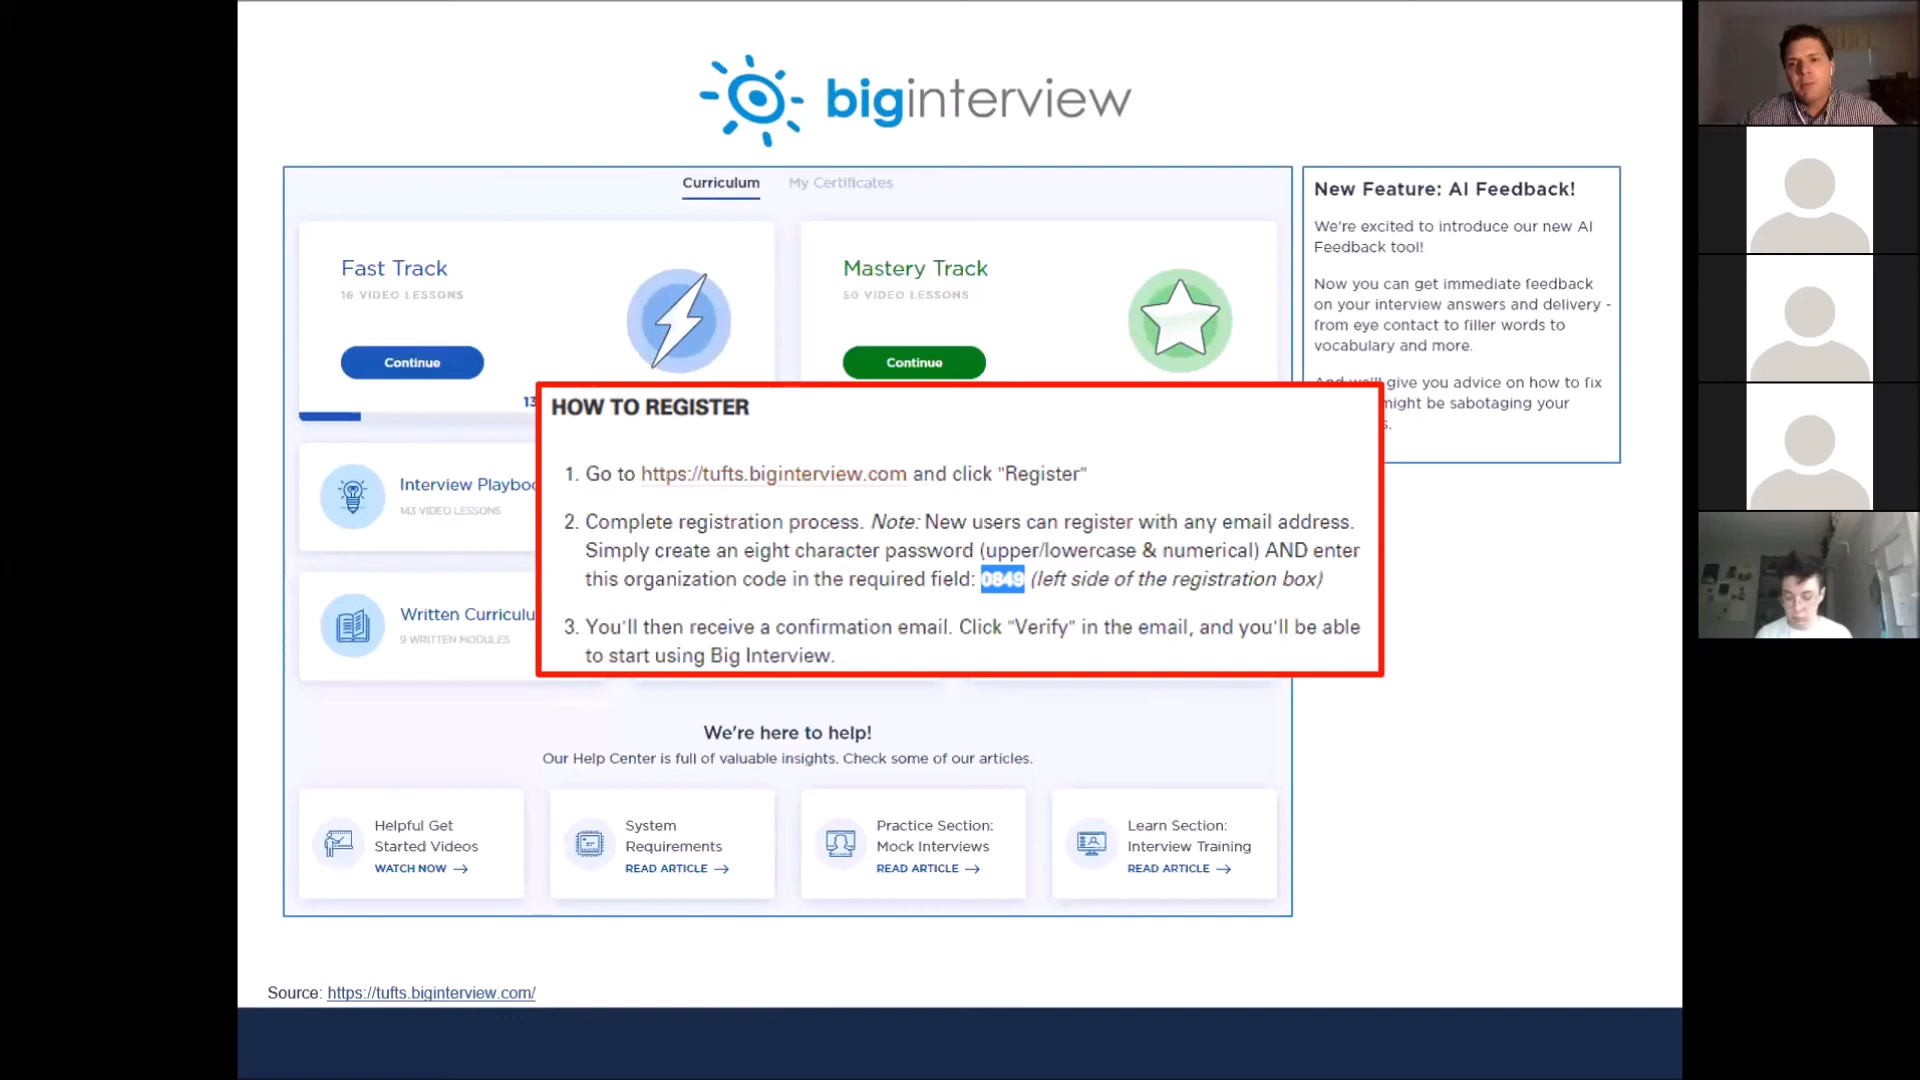 biginterview
Curriculum
My Certificates
Fast Track
16 VIDEO LESSONS
Continue
13
Mastery Track
50 VIDEO LESSONS
Continue
New Feature: AI Feedback!
We're excited to introduce our new AI
Feedback tool!
Now you can get immediate feedback
on your interview answers and delivery -
from eye contact to filler words to
vocabulary and more.
And we'll give you advice on how to fix
might be sabotaging your
HOW TO REGISTER
1. Go to https://tufts.biginterview.com and click "Register"
2. Complete registration process. Note: New users can register with any email address.
Simply create an eight character password (upper/lowercase & numerical) AND enter
this organization code in the required field: 0849 (left side of the registration box)
3. You'll then receive a confirmation email. Click "Verify" in the email, and you'll be able
to start using Big Interview.
Interview Playboo
143 VIDEO LESSONS
Written Curriculu
9 WRITTEN MODULES
We're here to help!
Our Help Center is full of valuable insights. Check some of our articles.
Helpful Get
Started Videos
WATCH NOW →
System
Requirements
READ ARTICLE →
Practice Section:
Mock Interviews
READ ARTICLE →
Learn Section:
Interview Training
READ ARTICLE →
Source: https://tufts.biginterview.com/